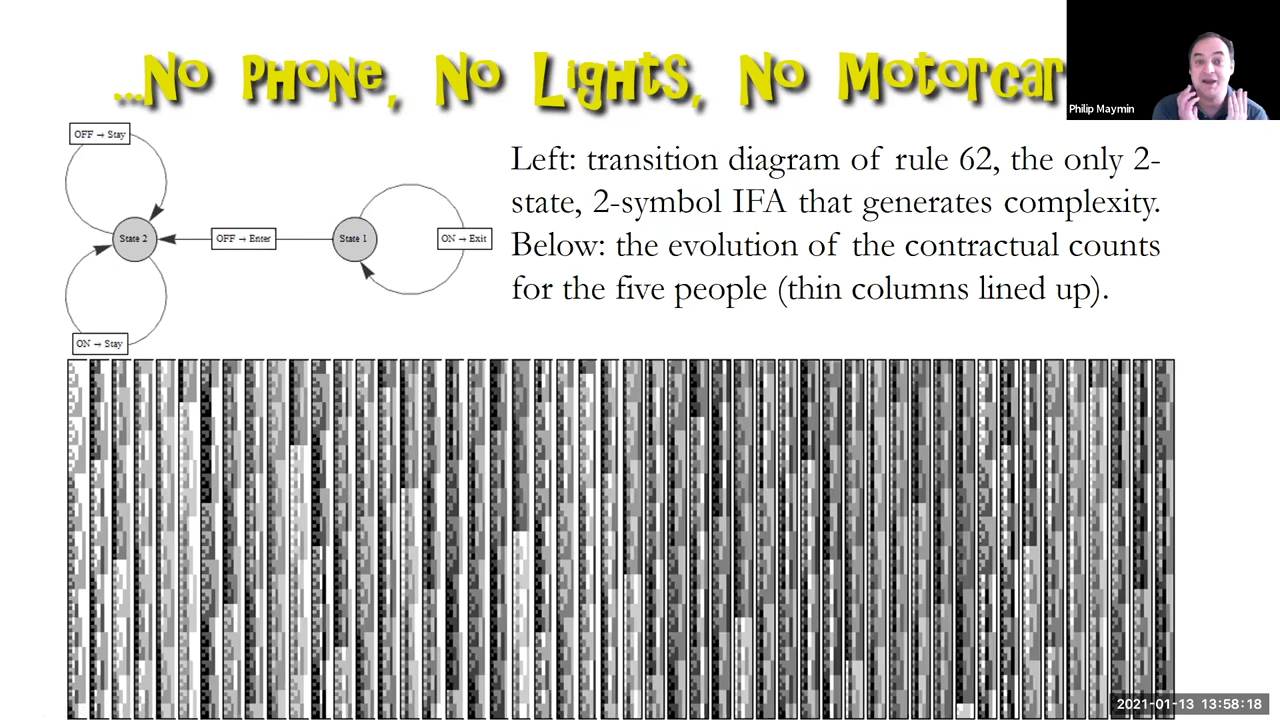 ...No Phone, No Lights, No Motorcar
Philip Maymin
OFF → Stay
State 2
OFF → Enter
State 1
ON → Exit
ON → Stay
Left: transition diagram of rule 62, the only 2-
state, 2-symbol IFA that generates complexity.
Below: the evolution of the contractual counts
for the five people (thin columns lined up).
2021-01-13 13:58:18